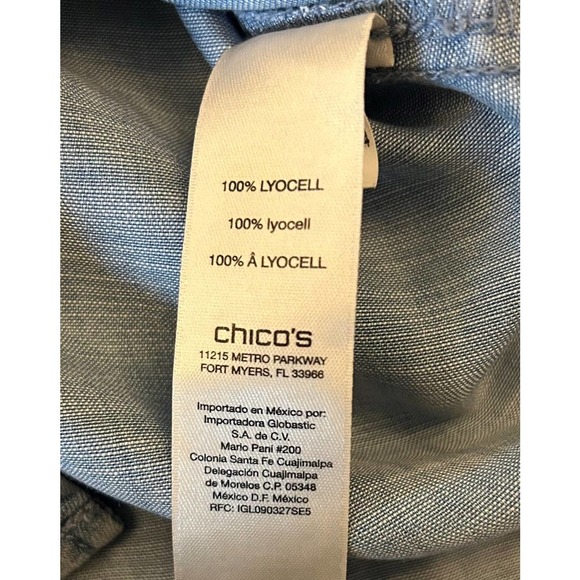 100% LYOCELL
100% lyocell
100% Â LYOCELL
chico's
11215 METRO PARKWAY
FORT MYERS, FL 33966
Importado en México por:
Importadora Globastic
S.A. de C.V.
Mario Pani #200
Colonia Santa Fe Cuajimalpa
Delegación Cuajimalpa
de Morelos C.P. 05348
México D.F. México
RFC: IGL090327SE5